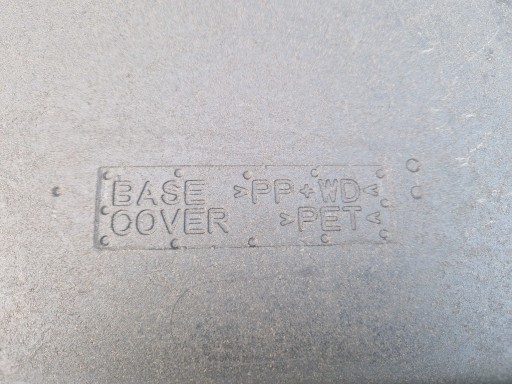 BASE >PP+WD<
COVER >PET<